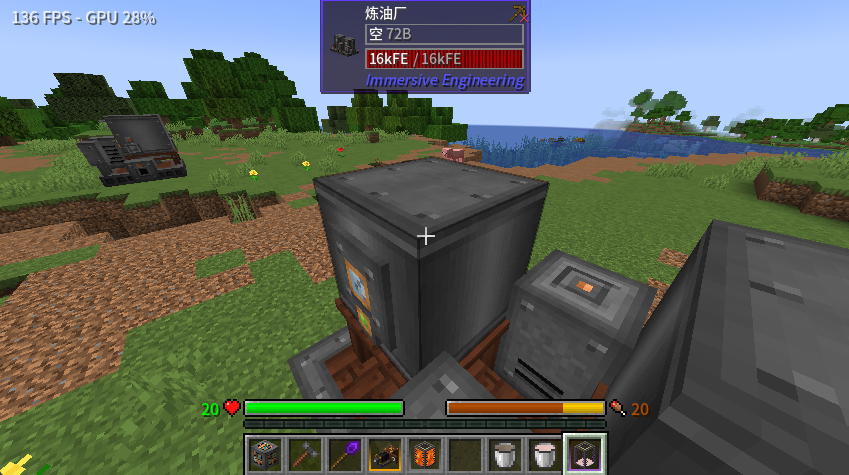 136 FPS - GPU 28%
炼油厂
空 72B
16kFE / 16kFE
Immersive Engineering
20
20